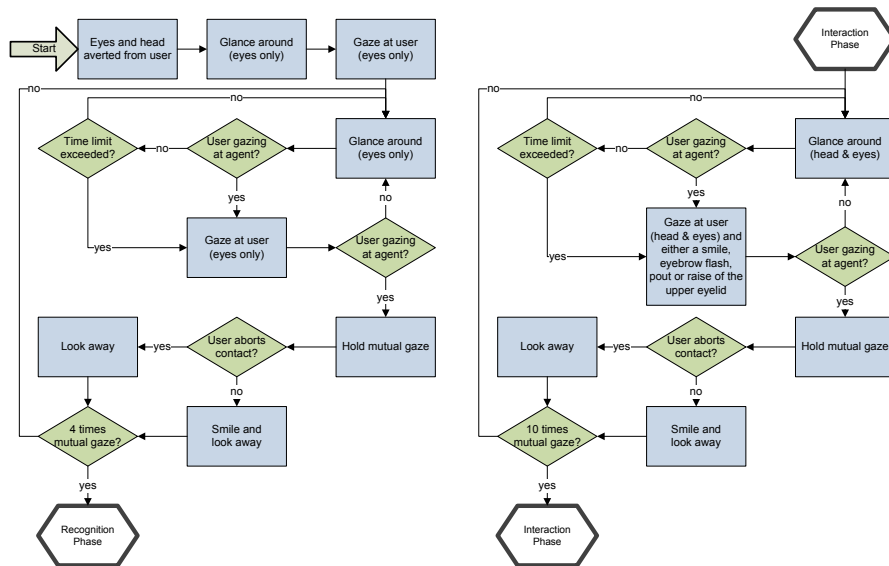 Start
Eyes and head
averted from user
Glance around
(eyes only)
Gaze at user
(eyes only)
no
no
Time limit
exceeded?
no
User gazing
at agent?
Glance around
(eyes only)
yes
no
yes
Gaze at user
(eyes only)
User gazing
at agent?
yes
Look away
yes
User aborts
contact?
Hold mutual gaze
no
4 times
mutual gaze?
Smile and
look away
yes
Recognition
Phase
Interaction
Phase
no
no
Time limit
exceeded?
no
User gazing
at agent?
Glance around
(head & eyes)
yes
no
yes
Gaze at user
(head & eyes) and
either a smile,
eyebrow flash,
pout or raise of the
upper eyelid
User gazing
at agent?
yes
Look away
yes
User aborts
contact?
Hold mutual gaze
no
10 times
mutual gaze?
Smile and
look away
yes
Interaction
Phase